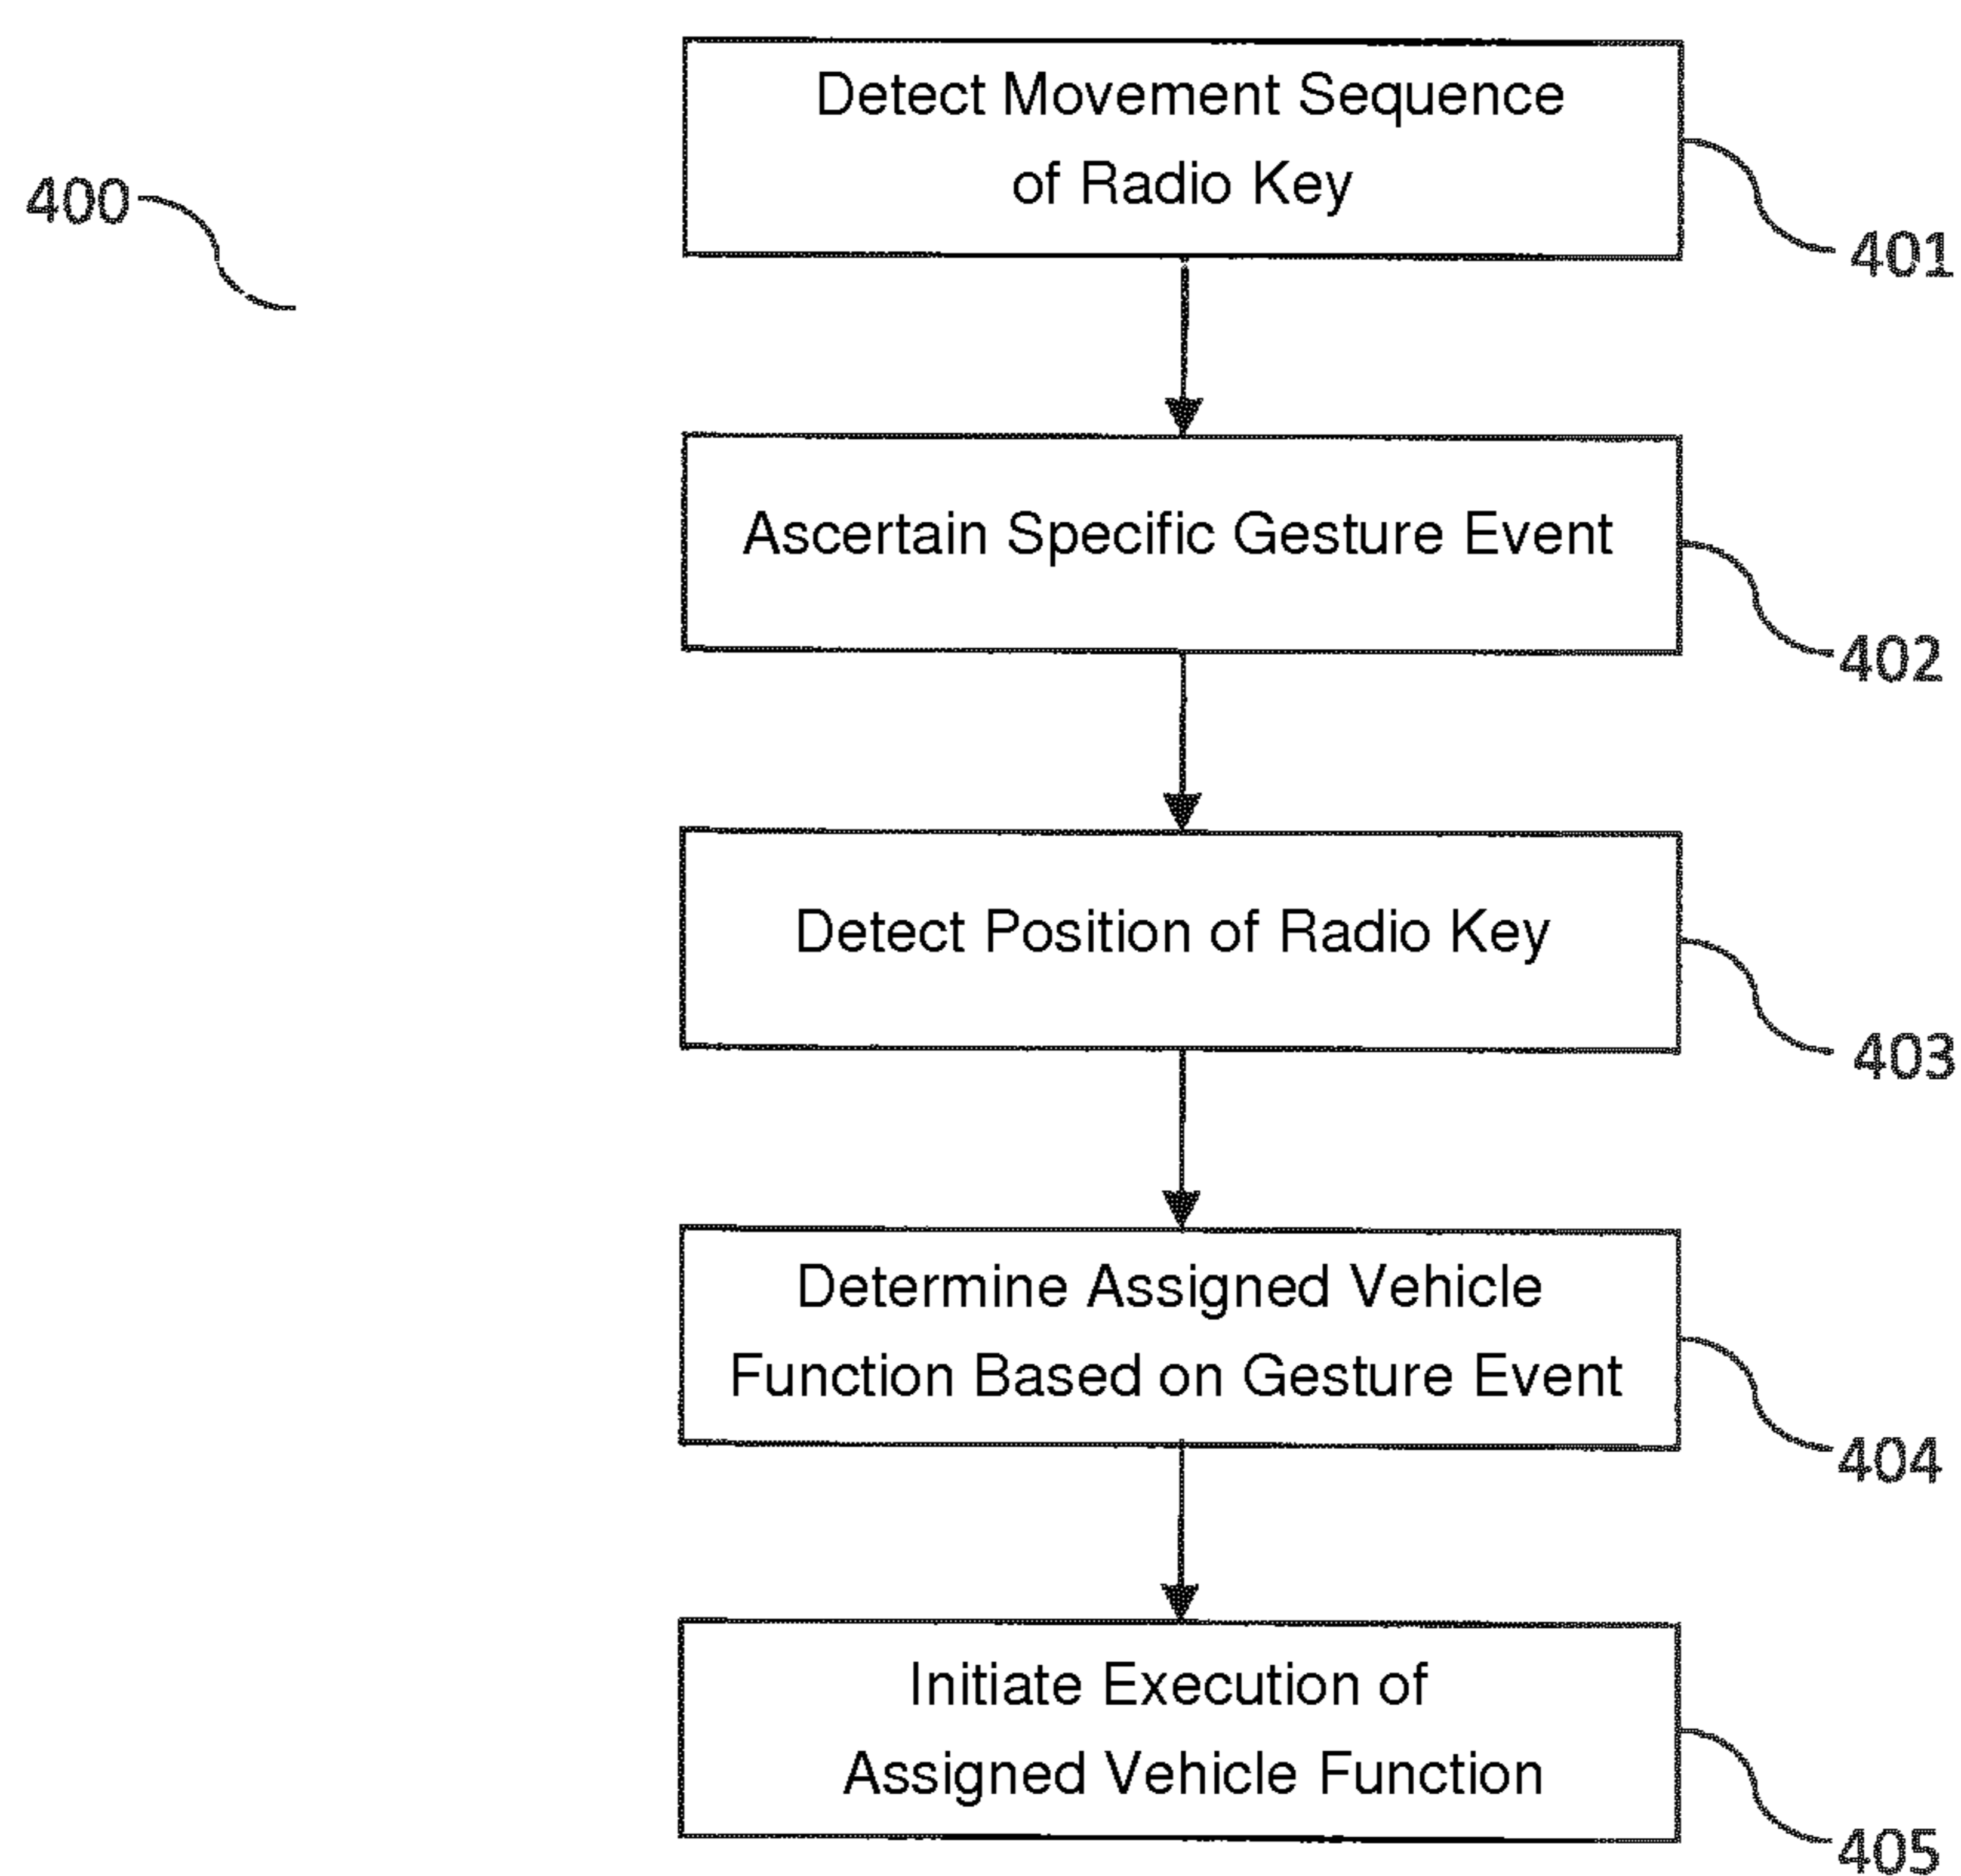 Detect Movement Sequence
of Radio Key
400
401
Ascertain Specific Gesture Event
402
Detect Position of Radio Key
403
Determine Assigned Vehicle
Function Based on Gesture Event
404
Initiate Execution of
Assigned Vehicle Function
405